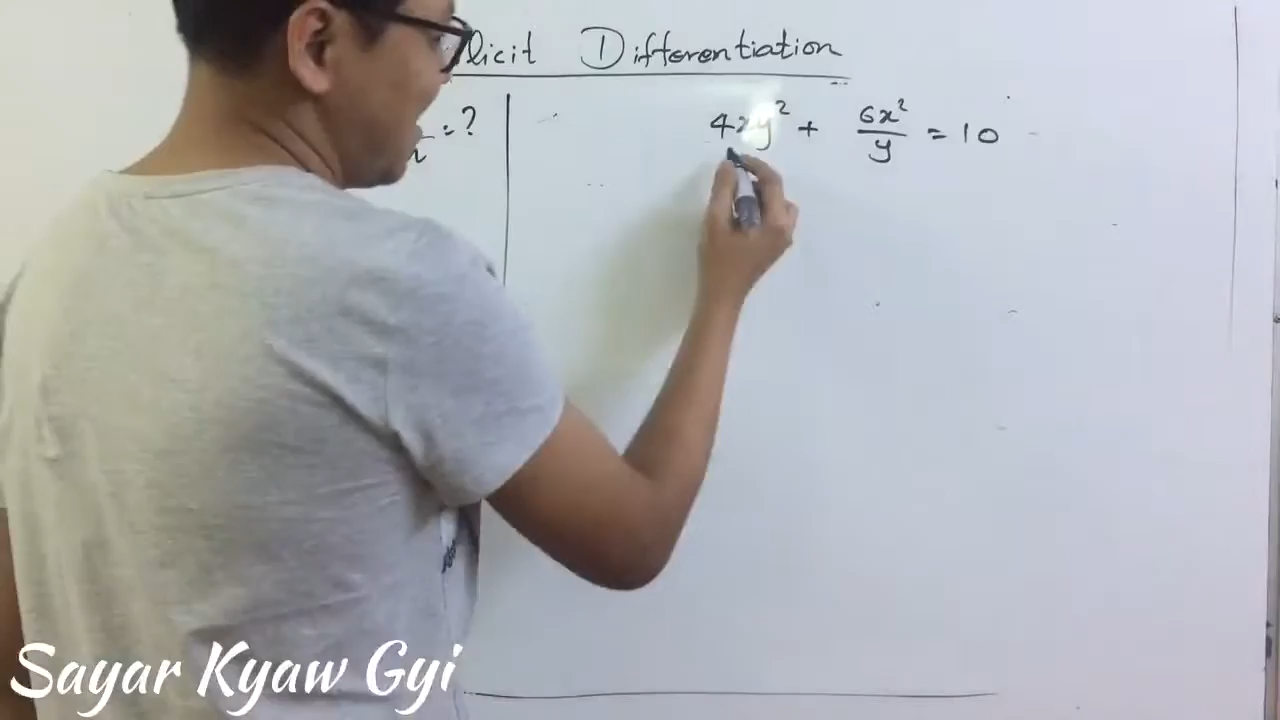 licit Differentiation
= ?
4xy² + 6x²/y = 10
Sayar Kyaw Gyi